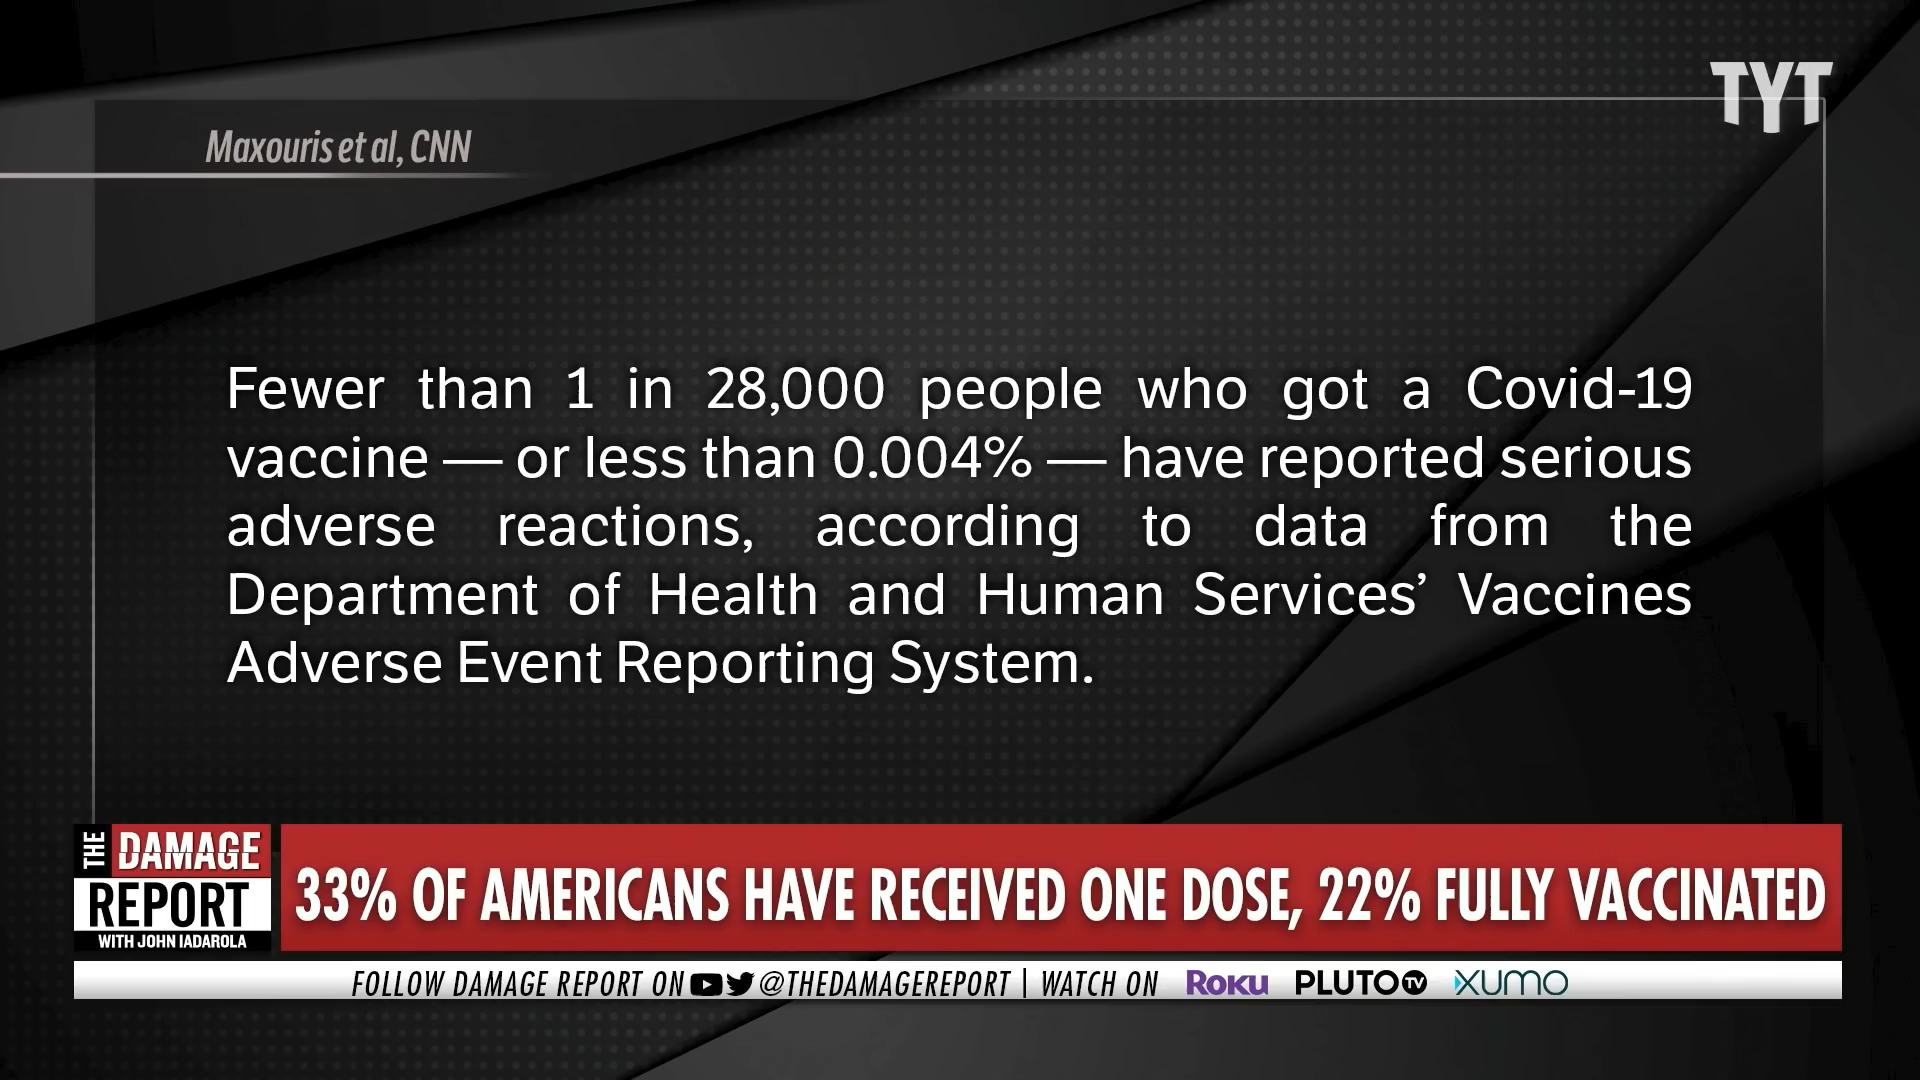 TYT
Maxouris et al, CNN
Fewer than 1 in 28,000 people who got a Covid-19
vaccine — or less than 0.004% — have reported serious
adverse reactions, according to data from the
Department of Health and Human Services’ Vaccines
Adverse Event Reporting System.
THE DAMAGE
REPORT
WITH JOHN IADAROLA
33% OF AMERICANS HAVE RECEIVED ONE DOSE, 22% FULLY VACCINATED
FOLLOW DAMAGE REPORT ON @THEDAMAGEREPORT | WATCH ON ROKU PLUTO TV XUMO